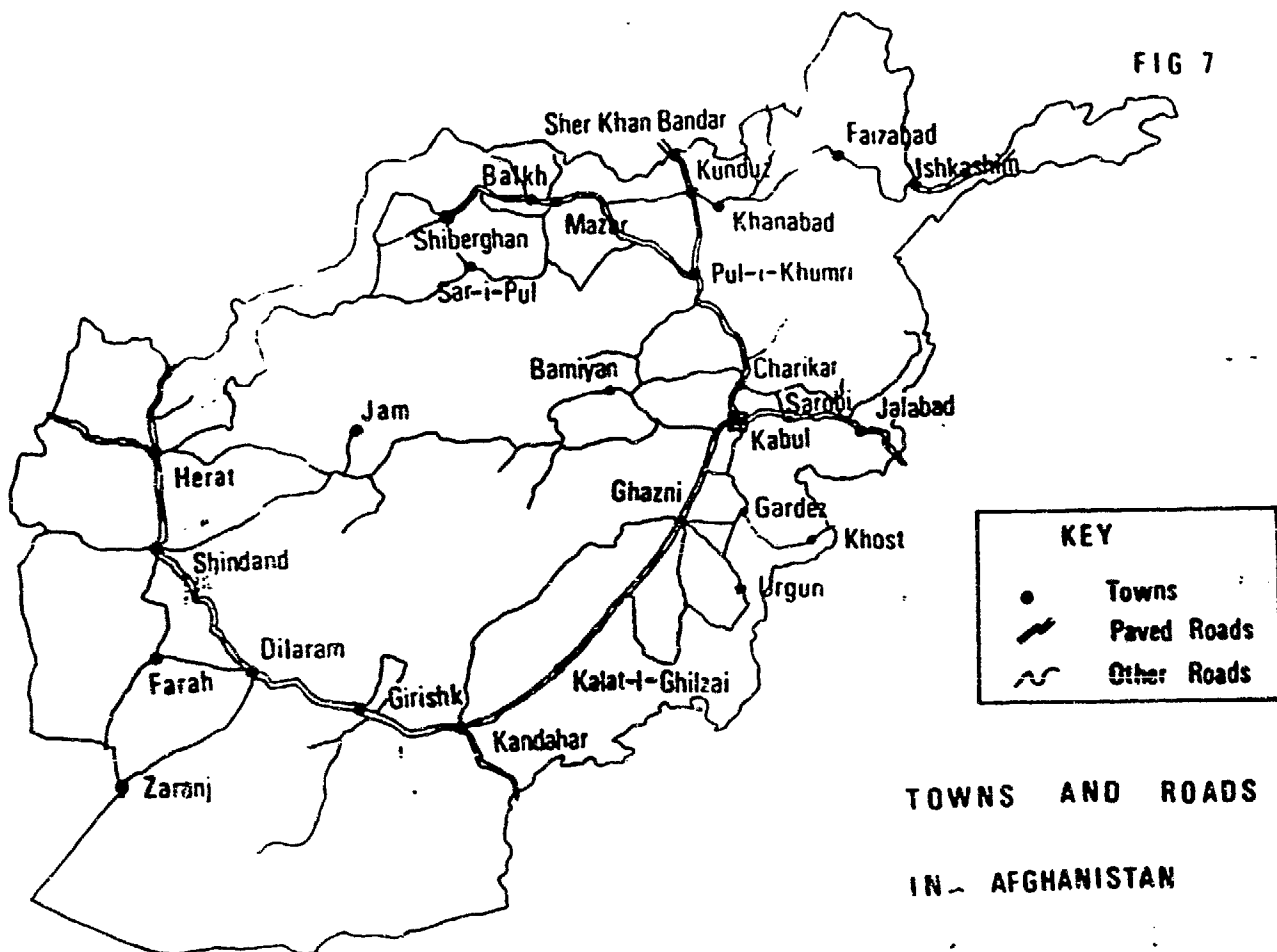 FIG 7
Sher Khan Bandar
Faizabad
Ishkashim
Balkh
Kunduz
Khanabad
Shiberghan
Mazar
Sar-i-Pul
Pul-i-Khumri
Bamiyan
Charikar
Sarobi
Jalabad
Jam
Kabul
Herat
Ghazni
Gardez
Khost
Shindand
Urgun
Dilaram
Farah
Girishk
Kalat-I-Ghilzai
Kandahar
Zaranj
KEY
Towns
Paved Roads
Other Roads
TOWNS AND ROADS
IN AFGHANISTAN